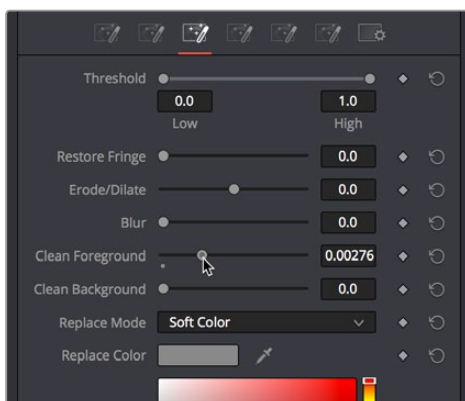 Threshold
0.0 1.0
Low High
Restore Fringe 0.0
Erode/Dilate 0.0
Blur 0.0
Clean Foreground 0.00276
Clean Background 0.0
Replace Mode Soft Color
Replace Color